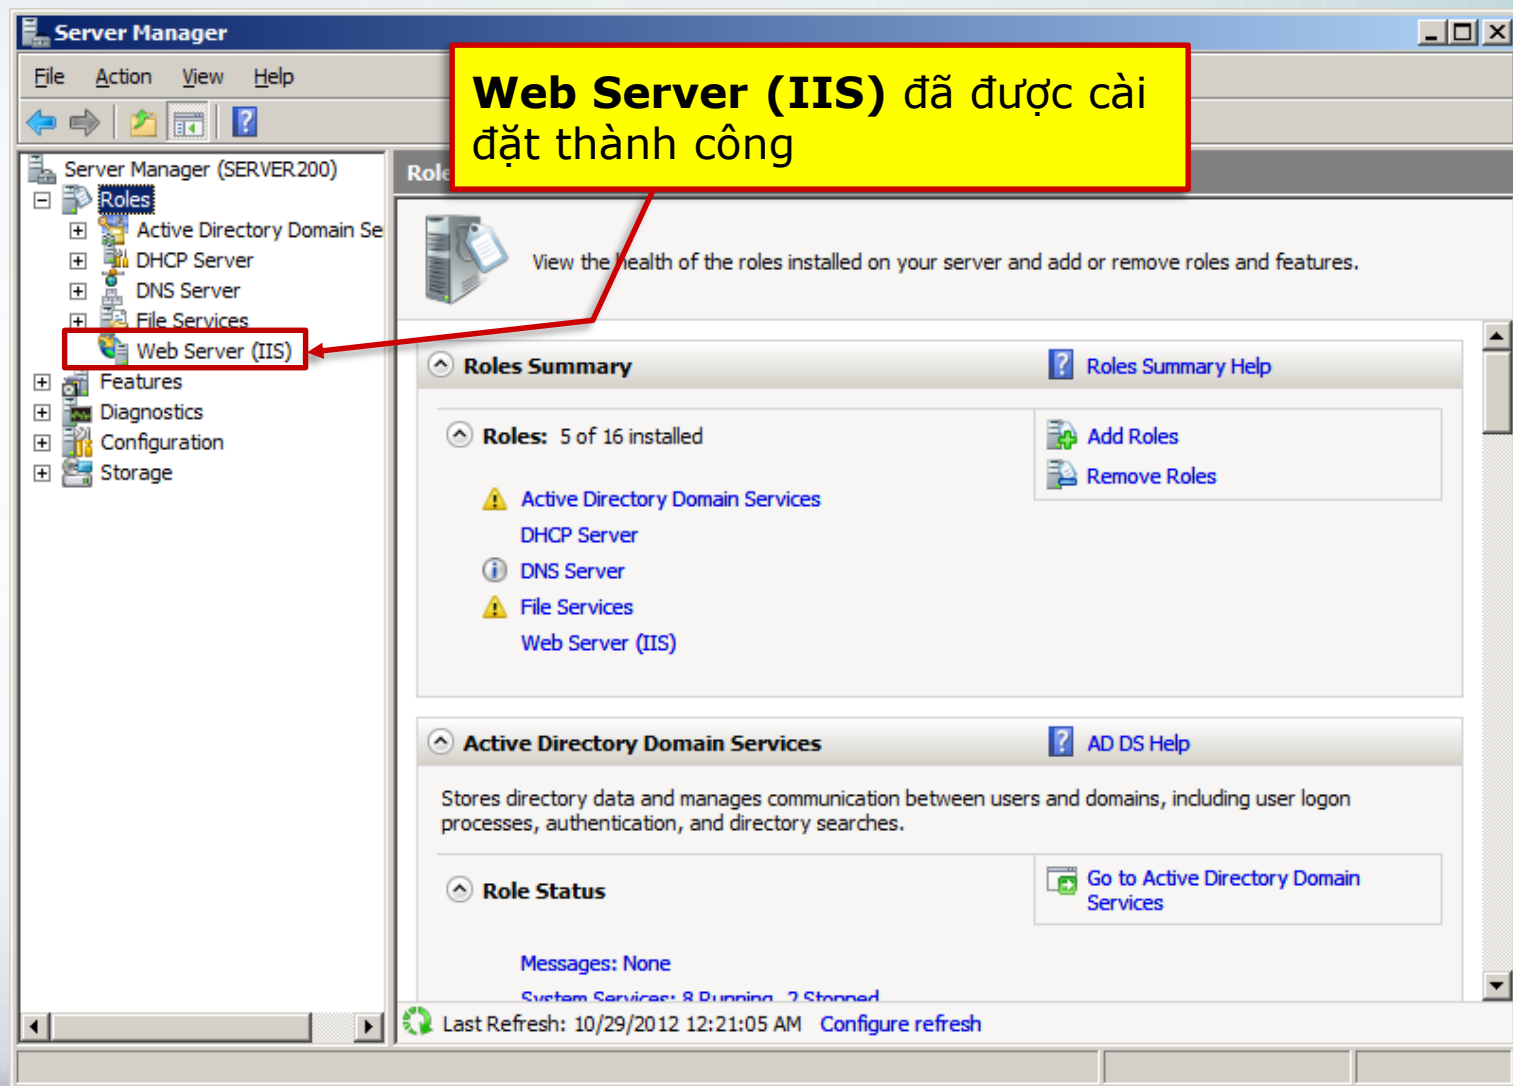 Server Manager
File Action View Help
Web Server (IIS) đã được cài
đặt thành công
Server Manager (SERVER200)
Roles
Active Directory Domain Se
DHCP Server
DNS Server
File Services
Web Server (IIS)
Features
Diagnostics
Configuration
Storage
View the health of the roles installed on your server and add or remove roles and features.
Roles Summary
Roles Summary Help
Roles: 5 of 16 installed
Add Roles
Remove Roles
Active Directory Domain Services
DHCP Server
DNS Server
File Services
Web Server (IIS)
Active Directory Domain Services
AD DS Help
Stores directory data and manages communication between users and domains, including user logon
processes, authentication, and directory searches.
Role Status
Go to Active Directory Domain
Services
Messages: None
System Services: 8 Running, 2 Stopped
Last Refresh: 10/29/2012 12:21:05 AM Configure refresh